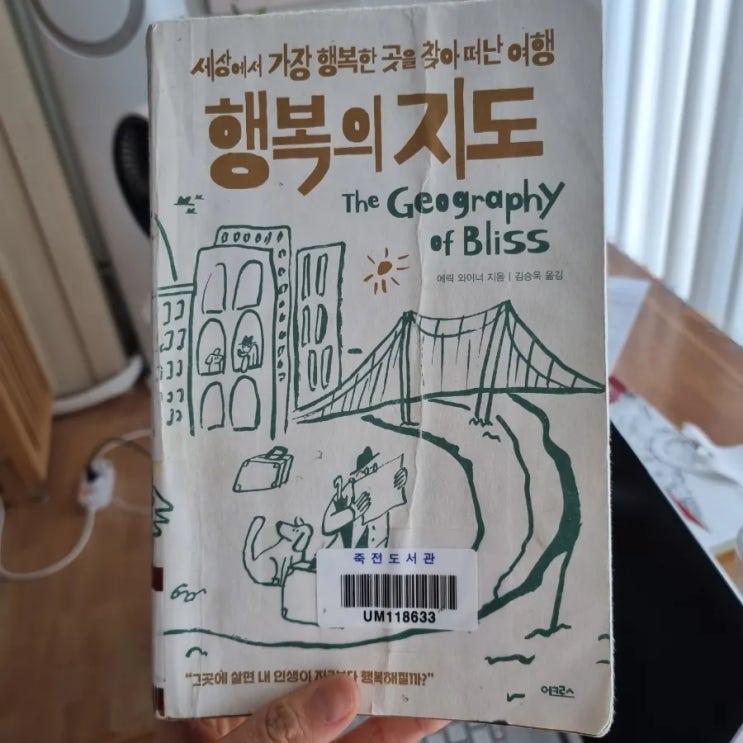 세상에서 가장 행복한 곳을 찾아 떠난 여행
행복의 지도
The Geography
of Bliss
에릭 와이너 지음 | 김승욱 옮김
죽전도서관
UM118633
"그곳에 살면 내 인생이 지금보다 행복해질까?"
어크로스